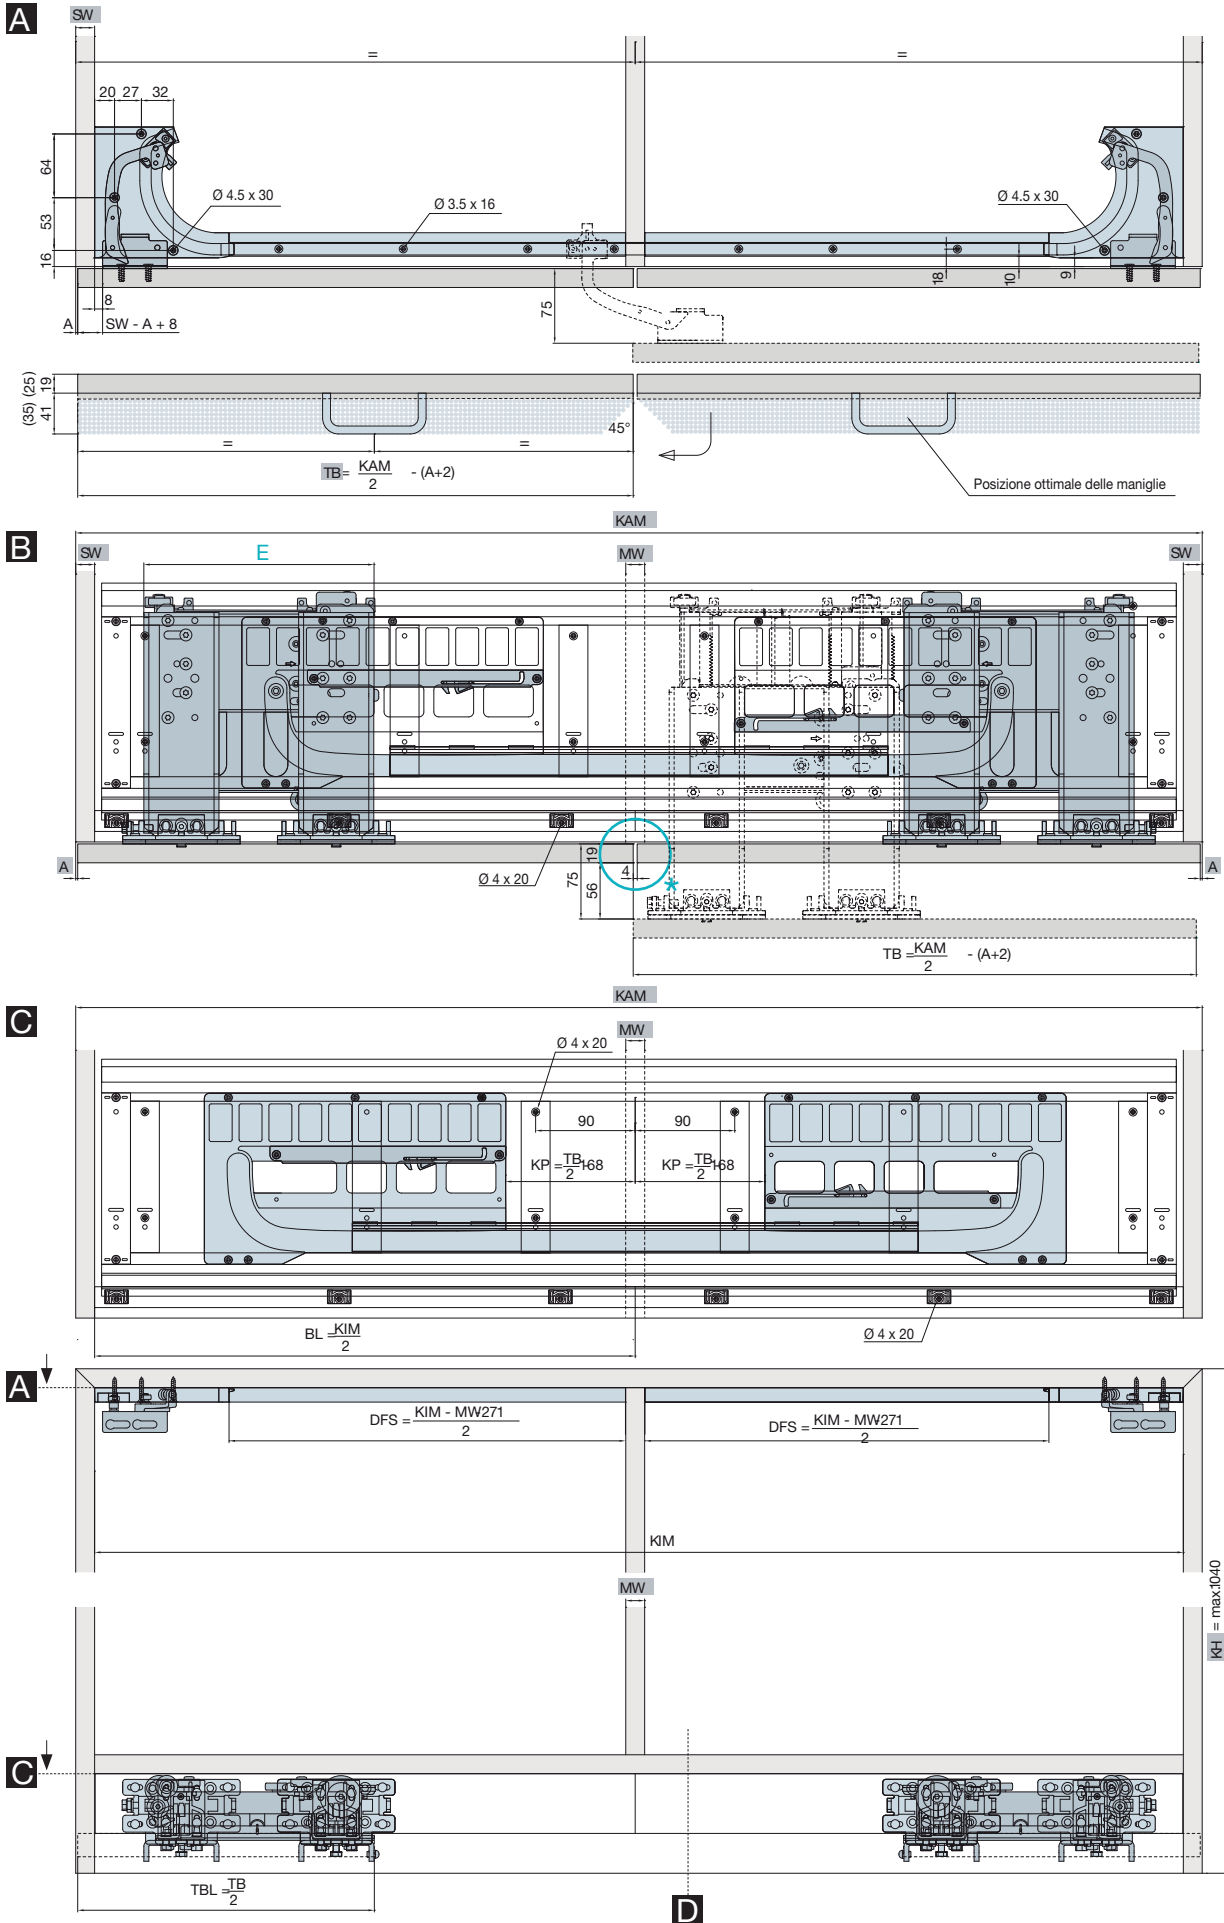 A
SW
=
=
20
27
32
64
53
16
Ø 4.5 x 30
Ø 3.5 x 16
Ø 4.5 x 30
18
10
9
8
A
SW - A + 8
75
(35) (25)
41 19
45°
=
=
TB = KAM
2
- (A+2)
Posizione ottimale delle maniglie
KAM
B
SW
E
MW
SW
A
Ø 4 x 20
19
75
56
4
*
A
TB = KAM
2
- (A+2)
KAM
C
MW
Ø 4 x 20
90
90
KP = TB
2
+68
KP = TB
2
+68
BL = KIM
2
Ø 4 x 20
A
DFS = KIM - MW271
2
DFS = KIM - MW271
2
KIM
MW
KH = max.1040
C
TBL = TB
2
D